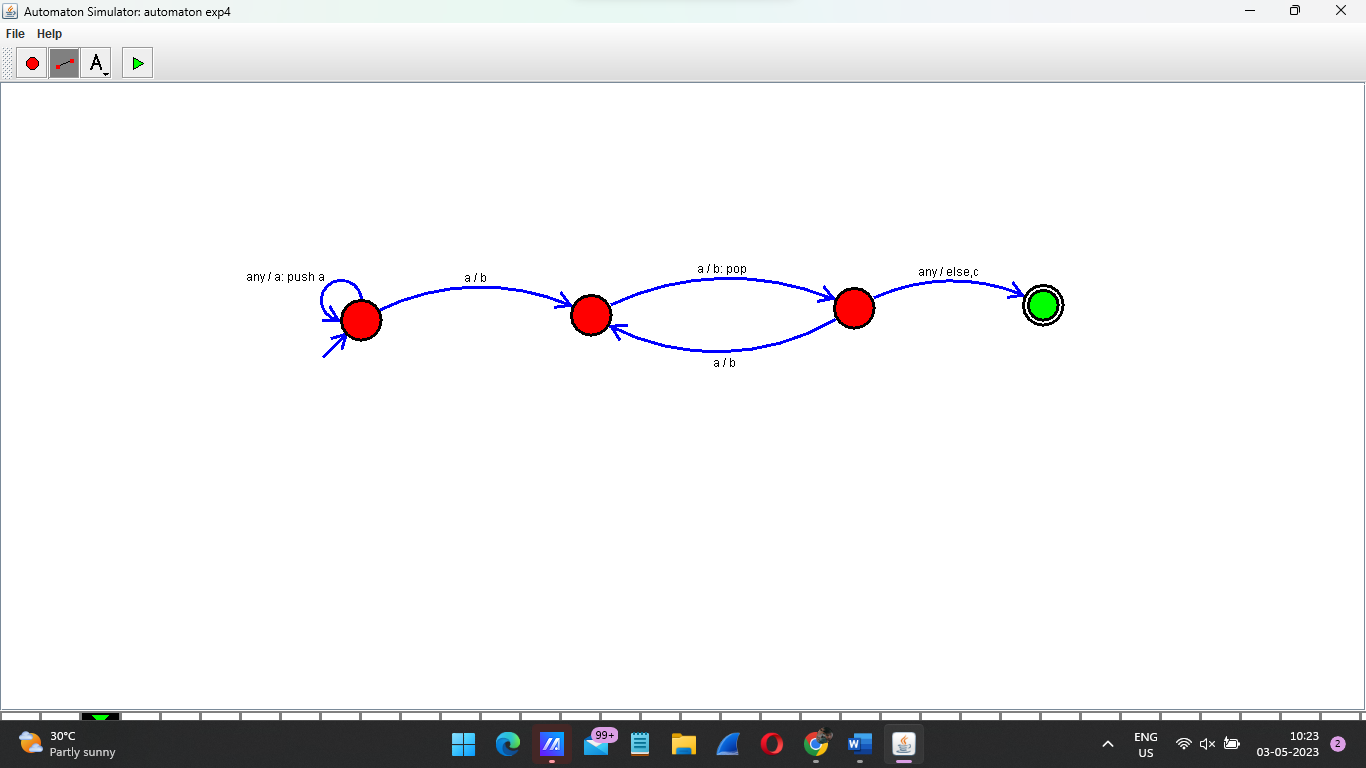 Automaton Simulator: automaton exp4
File Help
A
any / a: push a
a / b
a / b: pop
any / else,c
a / b
30°C
Partly sunny
99+
W
ENG
US
10:23
03-05-2023
2